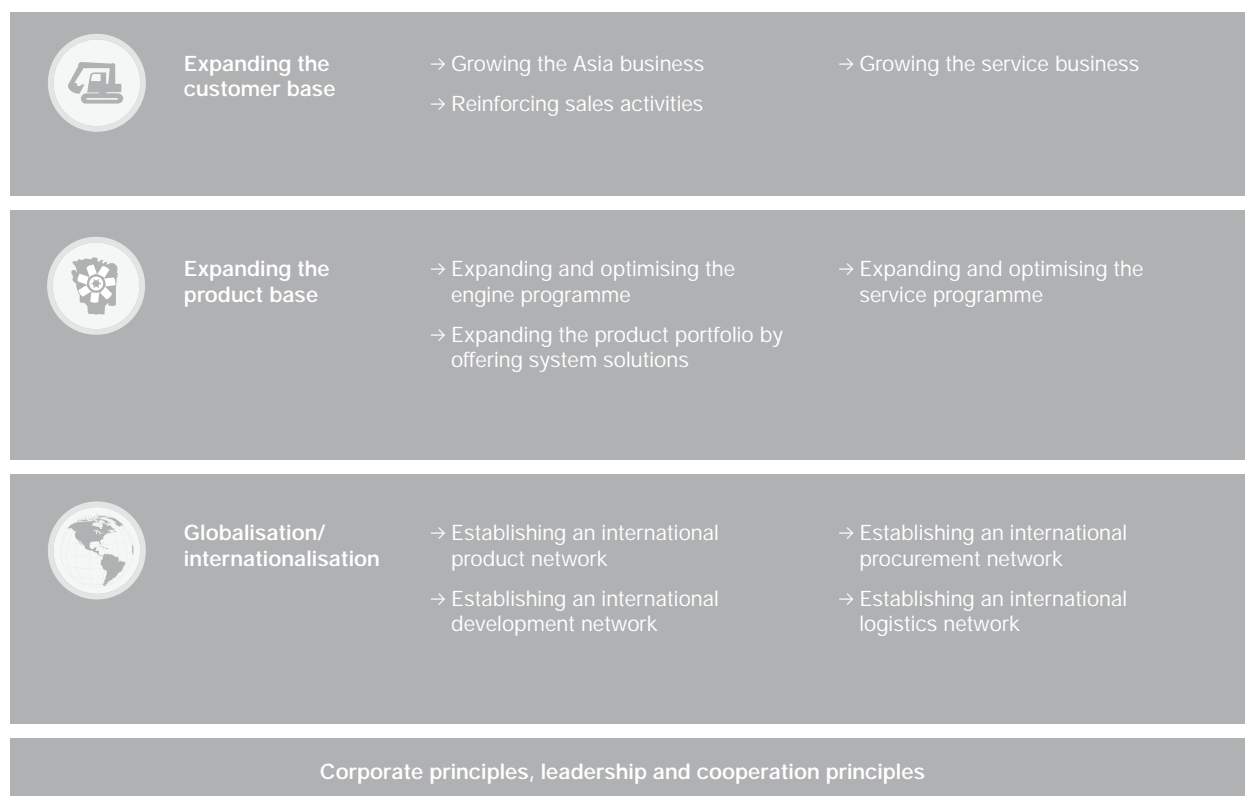 Expanding the
customer base
→ Growing the Asia business
→ Reinforcing sales activities
→ Growing the service business
Expanding the
product base
→ Expanding and optimising the
engine programme
→ Expanding the product portfolio by
offering system solutions
→ Expanding and optimising the
service programme
Globalisation/
internationalisation
→ Establishing an international
product network
→ Establishing an international
development network
→ Establishing an international
procurement network
→ Establishing an international
logistics network
Corporate principles, leadership and cooperation principles